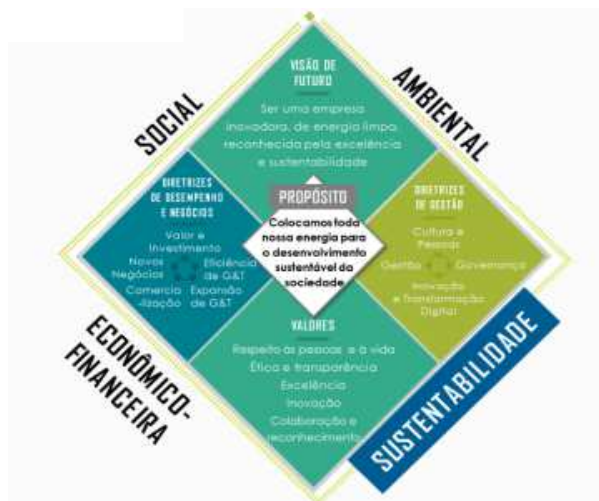 SOCIAL
AMBIENTAL
VISÃO DE
FUTURO
Ser uma empresa
inovadora, de energia limpa,
reconhecida pela excelência
e sustentabilidade
DIRETRIZES
DE DESEMPENHO
E NEGÓCIOS
Valor e
Investimento
Novos
Negócios
Eficiência
de G&T
Comercia
-lização
Expansão
de G&T
PROPÓSITO
Colocamos toda
nossa energia para
o desenvolvimento
sustentável da
sociedade
DIRETRIZES
DE GESTÃO
Cultura e
Pessoas
Gestão
Governança
Inovação
e Transformação
Digital
VALORES
Respeito às pessoas e à vida
Ética e transparência
Excelência
Inovação
Colaboração e
reconhecimento
ECONÔMICO-
FINANCEIRA
SUSTENTABILIDADE